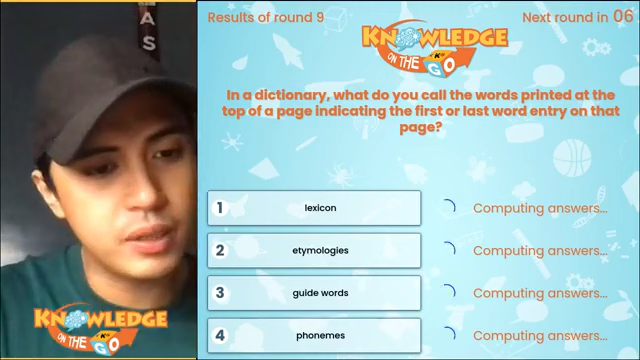 AS
Results of round 9
Next round in 06
KNOWLEDGE
ON THE GO
In a dictionary, what do you call the words printed at the
top of a page indicating the first or last word entry on that
page?
1 lexicon Computing answers...
2 etymologies Computing answers...
3 guide words Computing answers...
4 phonemes Computing answers...
KNOWLEDGE
ON THE GO